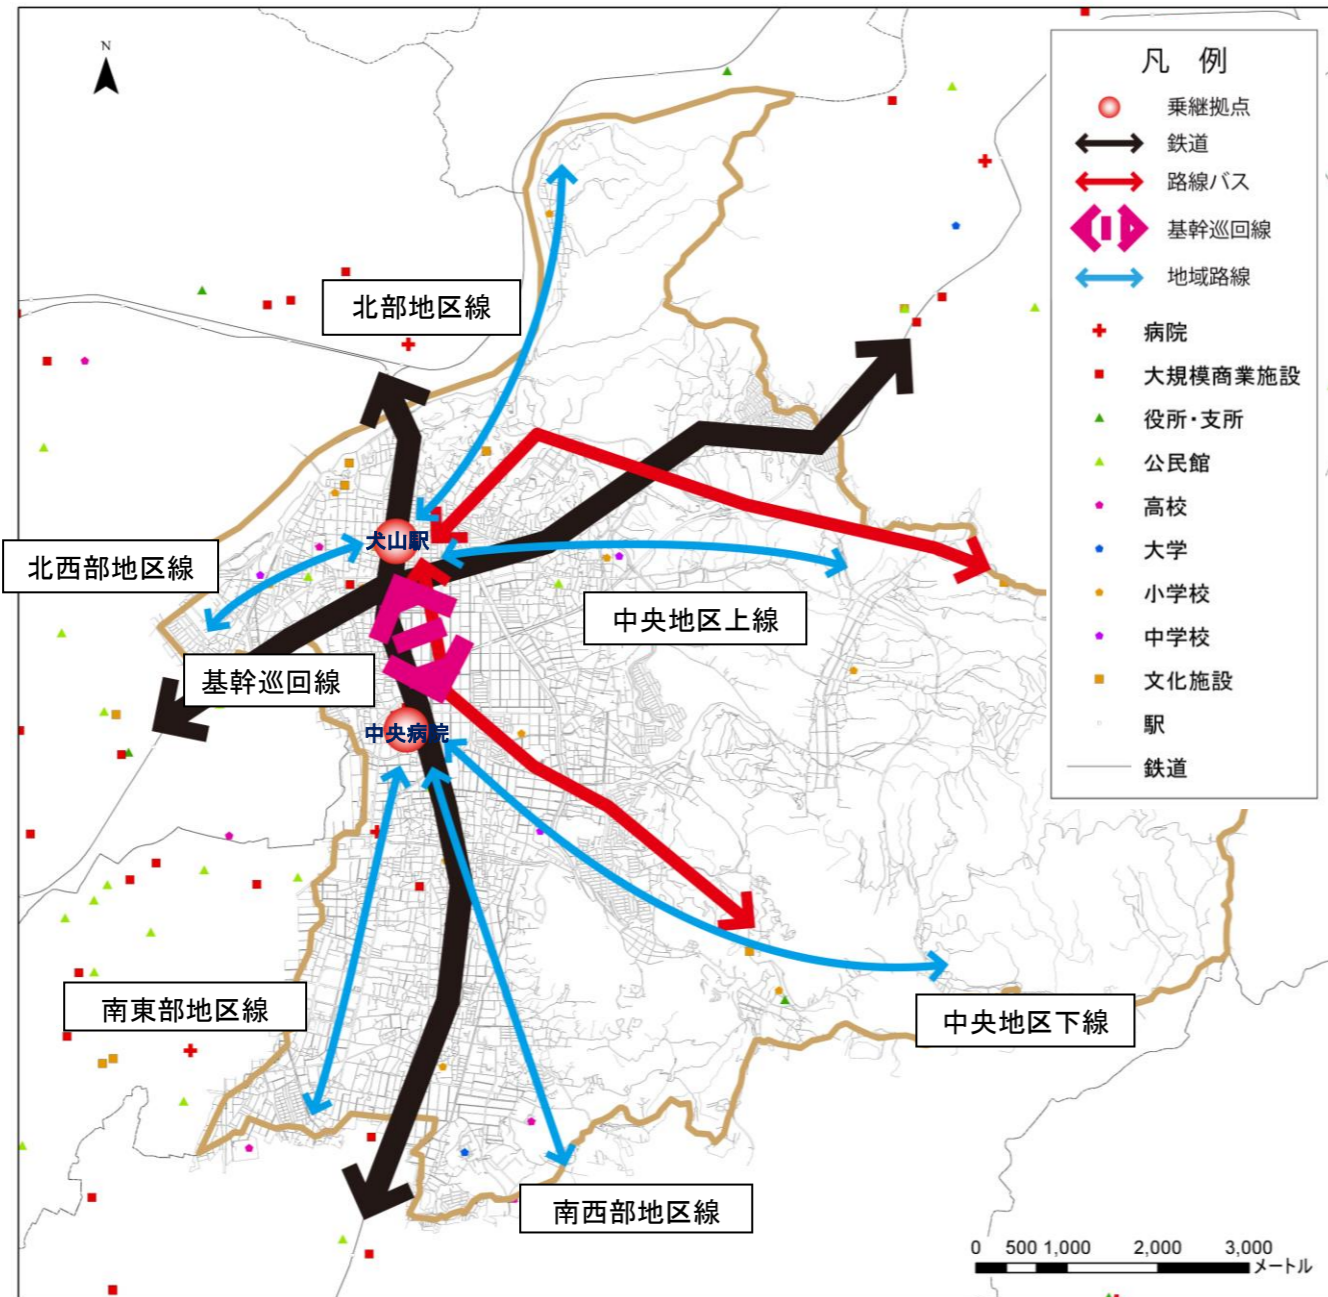 N
凡 例
乗継拠点
鉄道
路線バス
基幹巡回線
地域路線
病院
大規模商業施設
役所・支所
公民館
高校
大学
小学校
中学校
文化施設
駅
鉄道
北部地区線
犬山駅
北西部地区線
中央地区上線
基幹巡回線
中央病院
南東部地区線
中央地区下線
南西部地区線
0 500 1,000 2,000 3,000
メートル